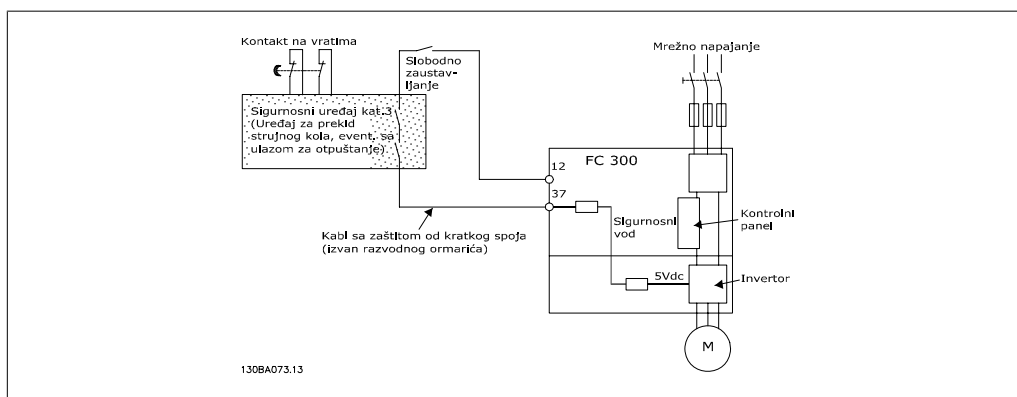 Kontakt na vratima
Slobodno
zaustav-
ljanje
Mrežno napajanje
Sigurnosni uređaj kat.3
(Uređaj za prekid
strujnog kola, event. sa
ulazom za otpuštanje)
FC 300
12
37
Sigurnosni
vod
Kontrolni
panel
Kabl sa zaštitom od kratkog spoja
(izvan razvodnog ormarića)
5Vdc
Invertor
M
130BA073.13